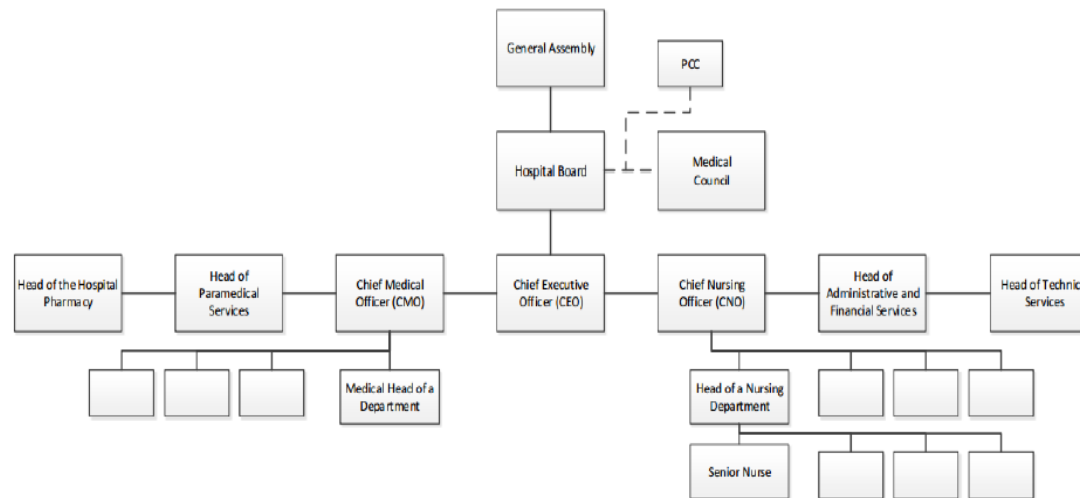 General Assembly
PCC
Hospital Board
Medical
Council
Head of the Hospital
Pharmacy
Head of
Paramedical
Services
Chief Medical
Officer (CMO)
Chief Executive
Officer (CEO)
Chief Nursing
Officer (CNO)
Head of
Administrative and
Financial Services
Head of Technic
Services
Medical Head of a
Department
Head of a Nursing
Department
Senior Nurse